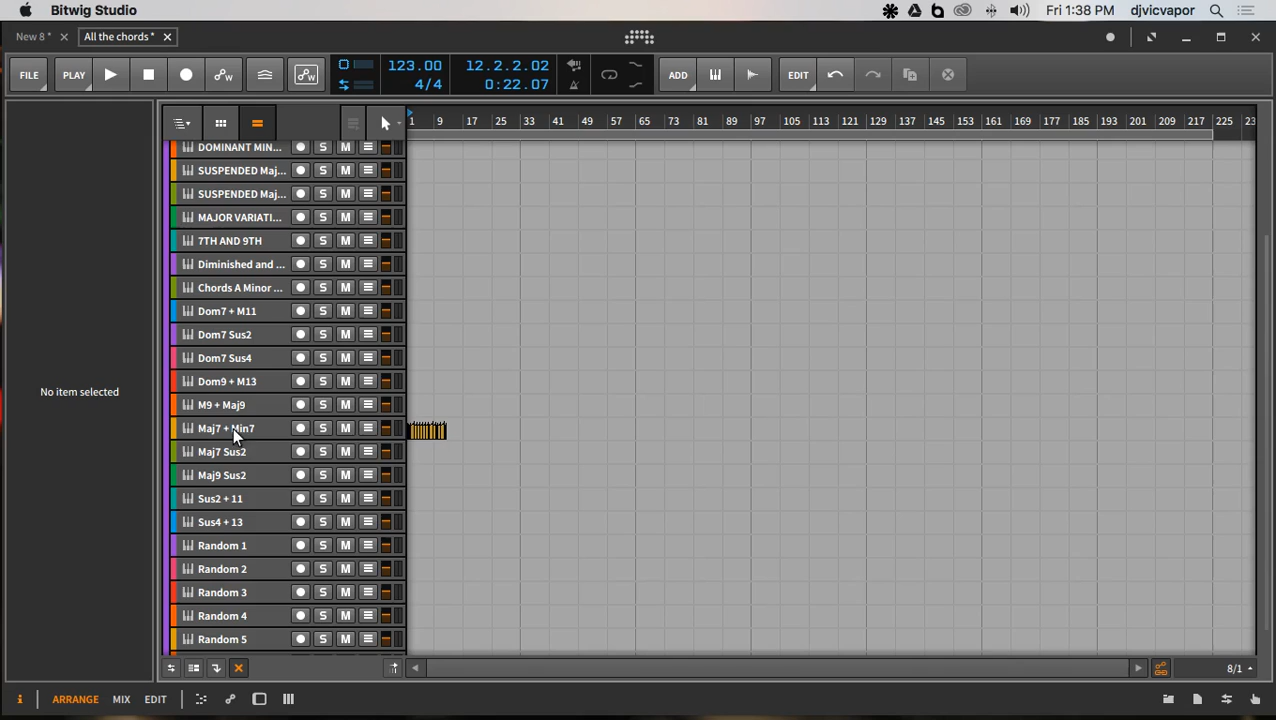 Bitwig Studio
Fri 1:38 PM djvicvapor
New 8 * × All the chords * ×
FILE PLAY 123.00 12.2.2.02 ADD EDIT
4/4 0:22.07
1 9 17 25 33 41 49 57 65 73 81 89 97 105 113 121 129 137 145 153 161 169 177 185 193 201 209 217 225 23
DOMINANT MIN... S M
SUSPENDED Maj... S M
SUSPENDED Maj... S M
MAJOR VARIATI... S M
7TH AND 9TH S M
Diminished and ... S M
Chords A Minor ... S M
Dom7 + M11 S M
Dom7 Sus2 S M
Dom7 Sus4 S M
Dom9 + M13 S M
No item selected
M9 + Maj9 S M
Maj7 + Min7 S M
Maj7 Sus2 S M
Maj9 Sus2 S M
Sus2 + 11 S M
Sus4 + 13 S M
Random 1 S M
Random 2 S M
Random 3 S M
Random 4 S M
Random 5 S M
8/1
i ARRANGE MIX EDIT